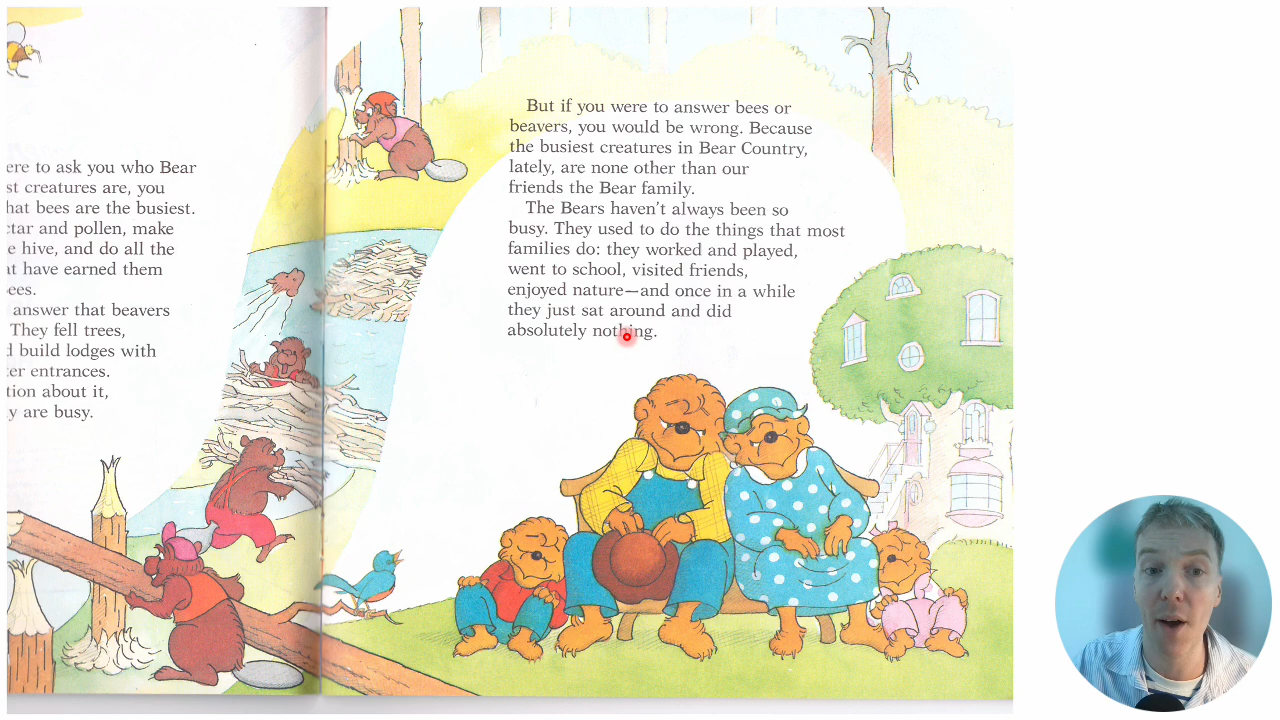 ere to ask you who Bear
st creatures are, you
hat bees are the busiest.
ctar and pollen, make
e hive, and do all the
at have earned them
ees.
answer that beavers
They fell trees,
d build lodges with
er entrances.
tion about it,
y are busy.
But if you were to answer bees or
beavers, you would be wrong. Because
the busiest creatures in Bear Country,
lately, are none other than our
friends the Bear family.
The Bears haven't always been so
busy. They used to do the things that most
families do: they worked and played,
went to school, visited friends,
enjoyed nature—and once in a while
they just sat around and did
absolutely nothing.